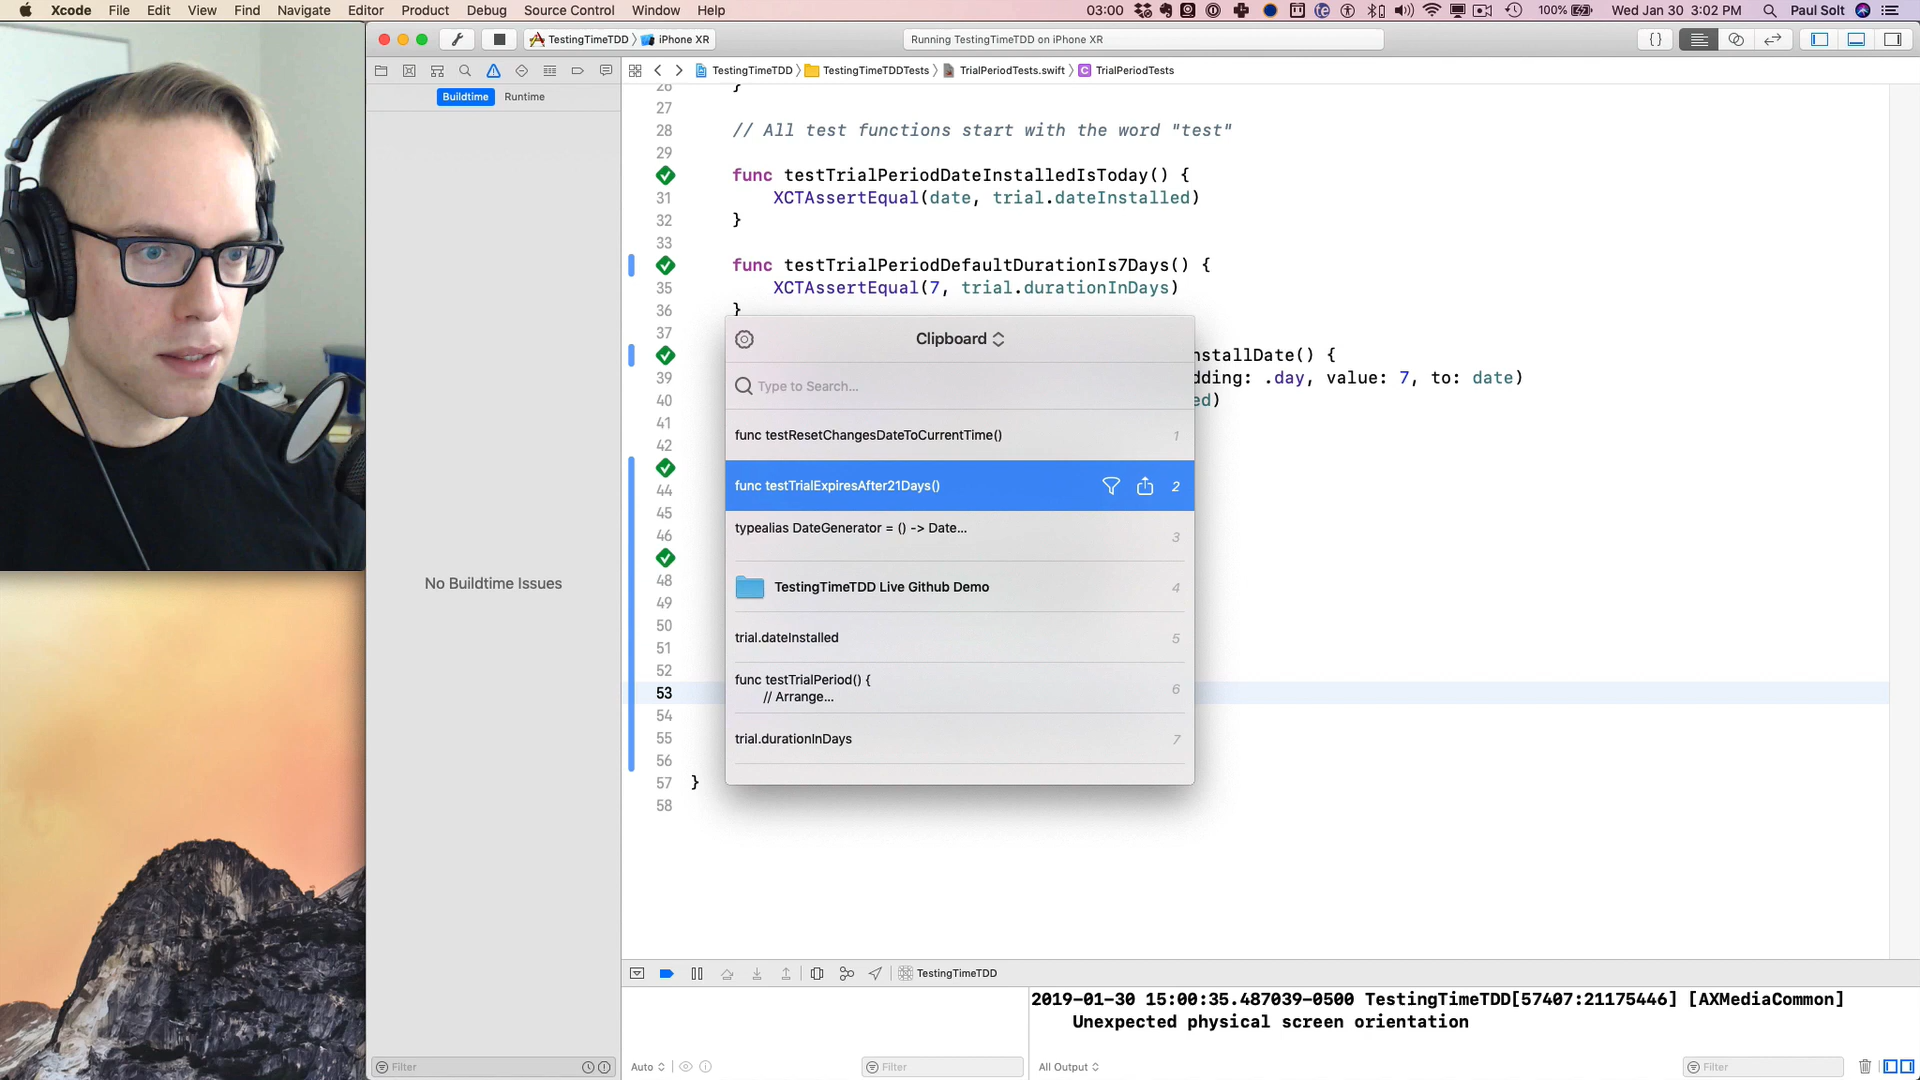 Xcode File Edit View Find Navigate Editor Product Debug Source Control Window Help 03:00 100% Wed Jan 30 3:02 PM Paul Solt
TestingTimeTDD iPhone XR Running TestingTimeTDD on iPhone XR
TestingTimeTDD TestingTimeTDDTests TrialPeriodTests.swift TrialPeriodTests
Buildtime Runtime
26 }
27
28 // All test functions start with the word "test"
29
func testTrialPeriodDateInstalledIsToday() {
31 XCTAssertEqual(date, trial.dateInstalled)
32 }
33
func testTrialPeriodDefaultDurationIs7Days() {
35 XCTAssertEqual(7, trial.durationInDays)
36 }
37
nstallDate() {
39 dding: .day, value: 7, to: date)
40 ed)
41
42
44
45
46
48
49
50
51
52
53
54
55
56
57 }
58
Clipboard
Type to Search...
func testResetChangesDateToCurrentTime() 1
func testTrialExpiresAfter21Days() 2
typealias DateGenerator = () -> Date... 3
TestingTimeTDD Live Github Demo 4
trial.dateInstalled 5
func testTrialPeriod() {
// Arrange... 6
trial.durationInDays 7
No Buildtime Issues
TestingTimeTDD
2019-01-30 15:00:35.487039-0500 TestingTimeTDD[57407:21175446] [AXMediaCommon]
Unexpected physical screen orientation
Filter Auto Filter All Output Filter